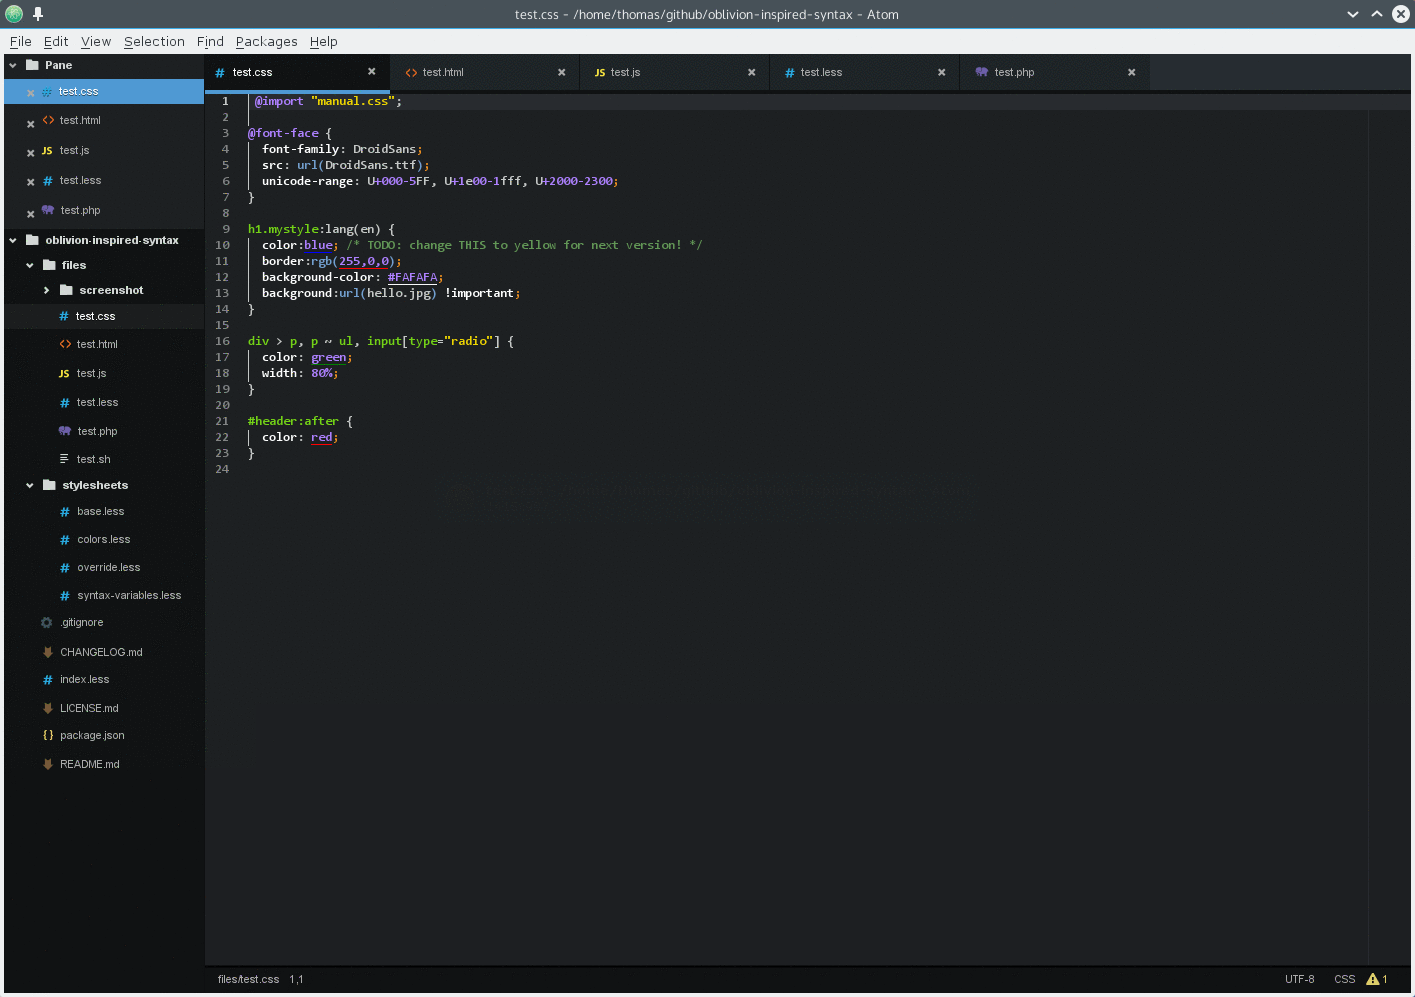 test.css - /home/thomas/github/oblivion-inspired-syntax - Atom
File Edit View Selection Find Packages Help
Pane
test.css
test.html
test.js
test.less
test.php
oblivion-inspired-syntax
files
screenshot
test.css
test.html
test.js
test.less
test.php
test.sh
stylesheets
base.less
colors.less
override.less
syntax-variables.less
.gitignore
CHANGELOG.md
index.less
LICENSE.md
package.json
README.md
test.css test.html JS test.js test.less test.php
1 @import "manual.css";
2
3 @font-face {
4 font-family: DroidSans;
5 src: url(DroidSans.ttf);
6 unicode-range: U+000-5FF, U+1e00-1fff, U+2000-2300;
7 }
8
9 h1.mystyle:lang(en) {
10 color:blue; /* TODO: change THIS to yellow for next version! */
11 border:rgb(255,0,0);
12 background-color: #FAFAFA;
13 background:url(hello.jpg) !important;
14 }
15
16 div > p, p ~ ul, input[type="radio"] {
17 color: green;
18 width: 80%;
19 }
20
21 #header:after {
22 color: red;
23 }
24
files/test.css 1,1 UTF-8 CSS 1